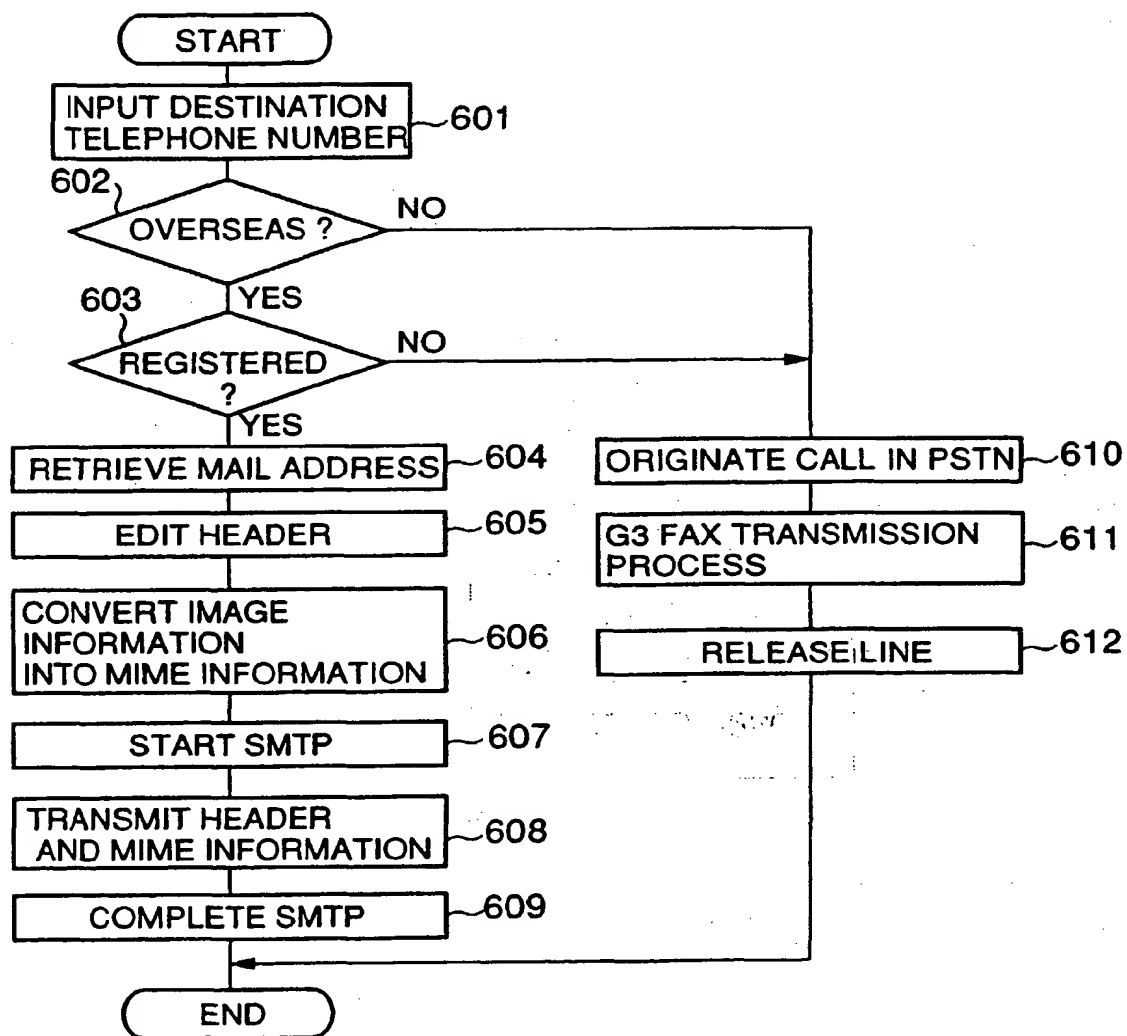 START
INPUT DESTINATION
TELEPHONE NUMBER
601
602
OVERSEAS ?
NO
YES
603
REGISTERED
?
NO
YES
RETRIEVE MAIL ADDRESS
604
EDIT HEADER
605
CONVERT IMAGE
INFORMATION
INTO MIME INFORMATION
606
START SMTP
607
TRANSMIT HEADER
AND MIME INFORMATION
608
COMPLETE SMTP
609
ORIGINATE CALL IN PSTN
610
G3 FAX TRANSMISSION
PROCESS
611
RELEASE LINE
612
END